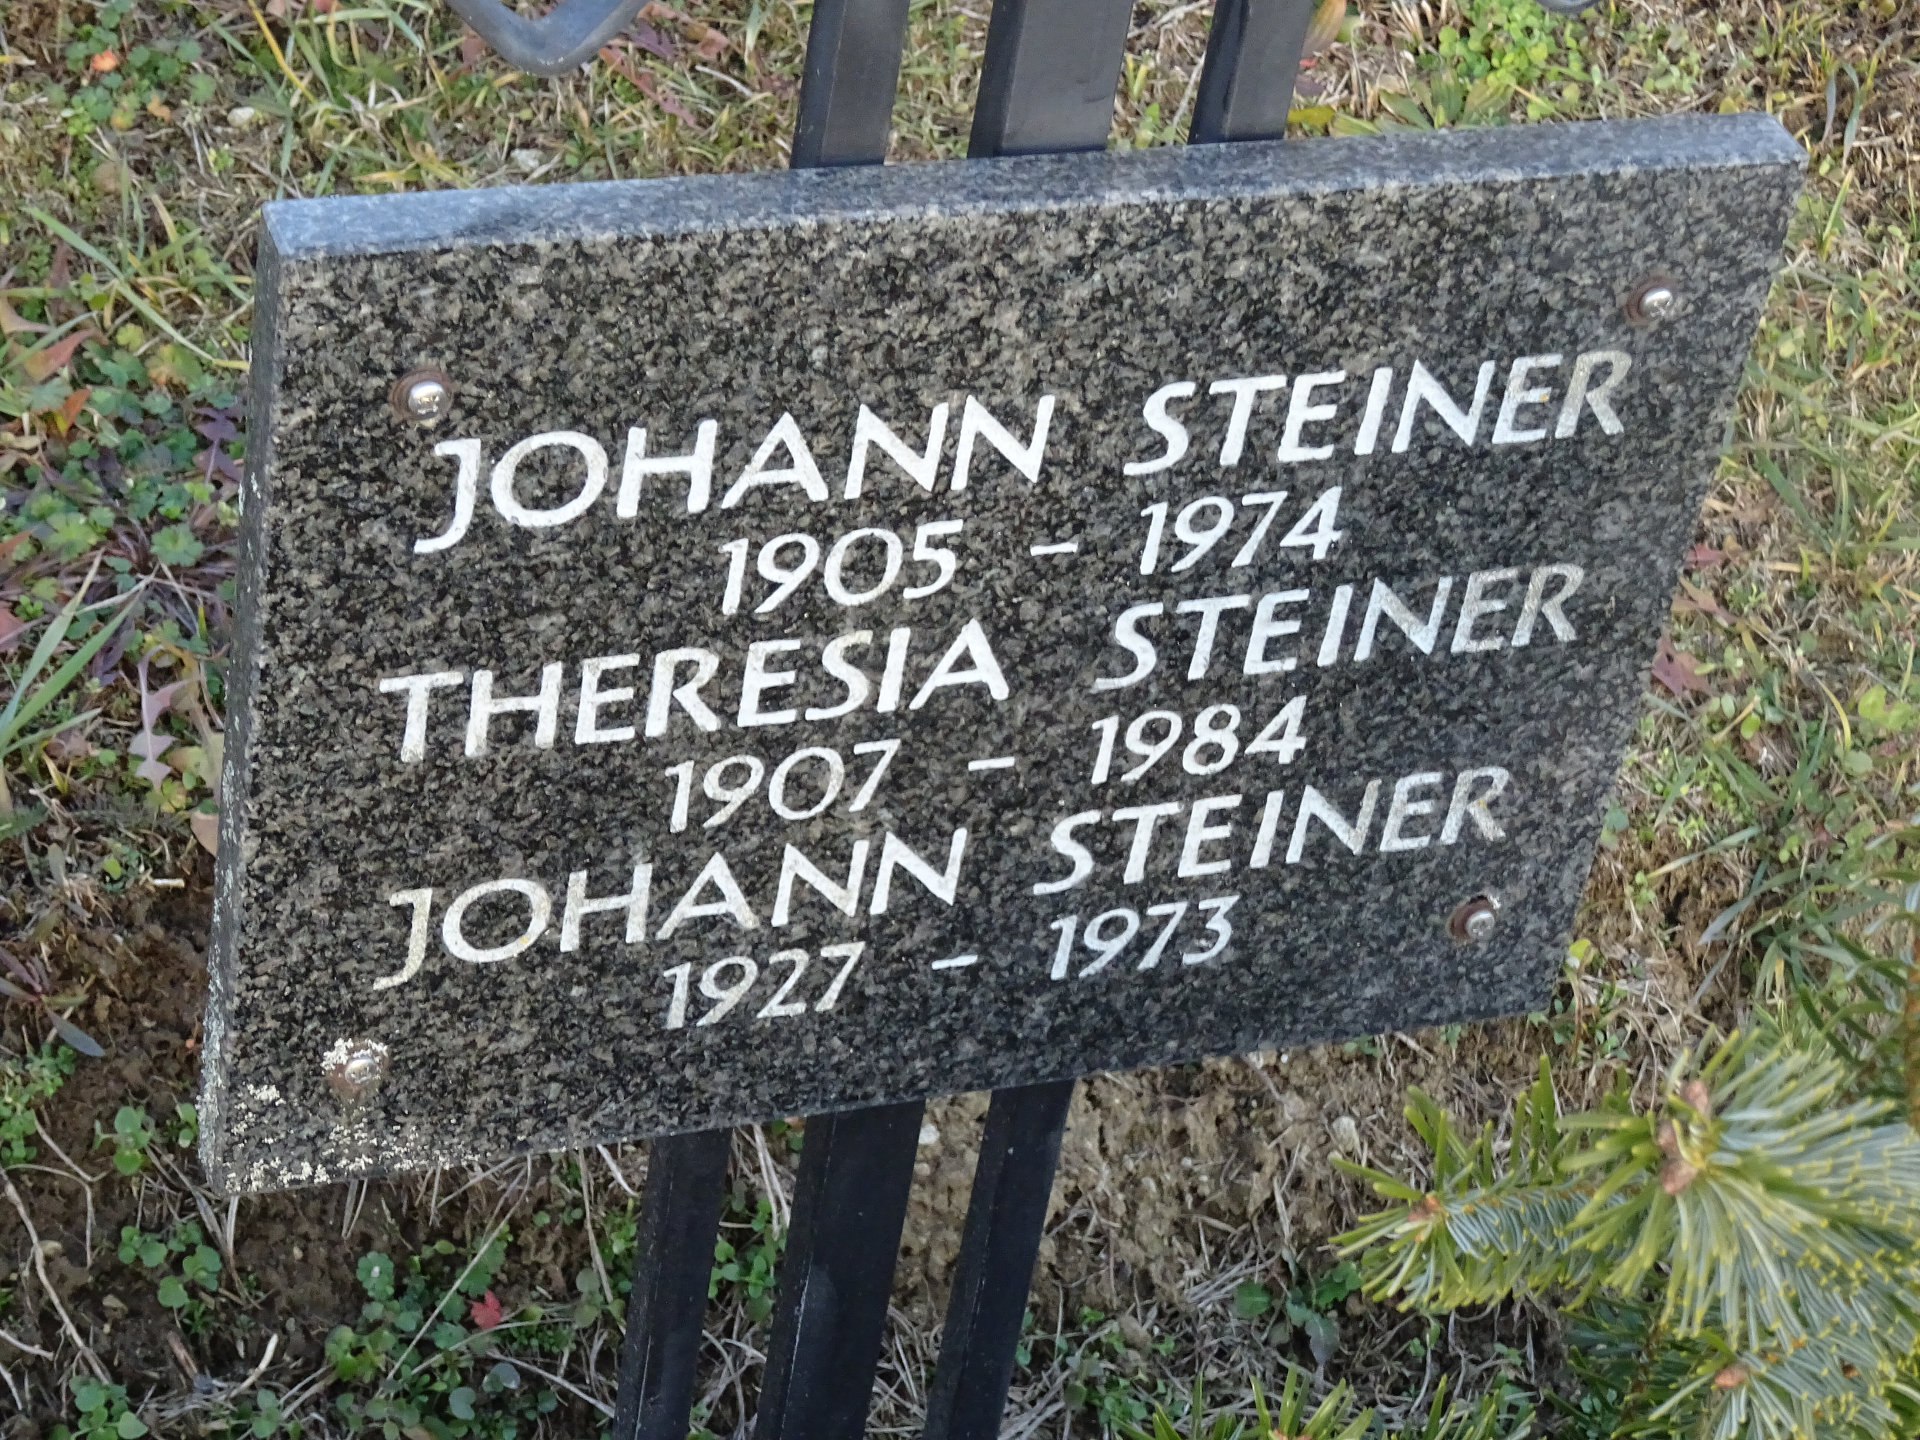 JOHANN STEINER
1905 – 1974
THERESIA STEINER
1907 – 1984
JOHANN STEINER
1927 – 1973